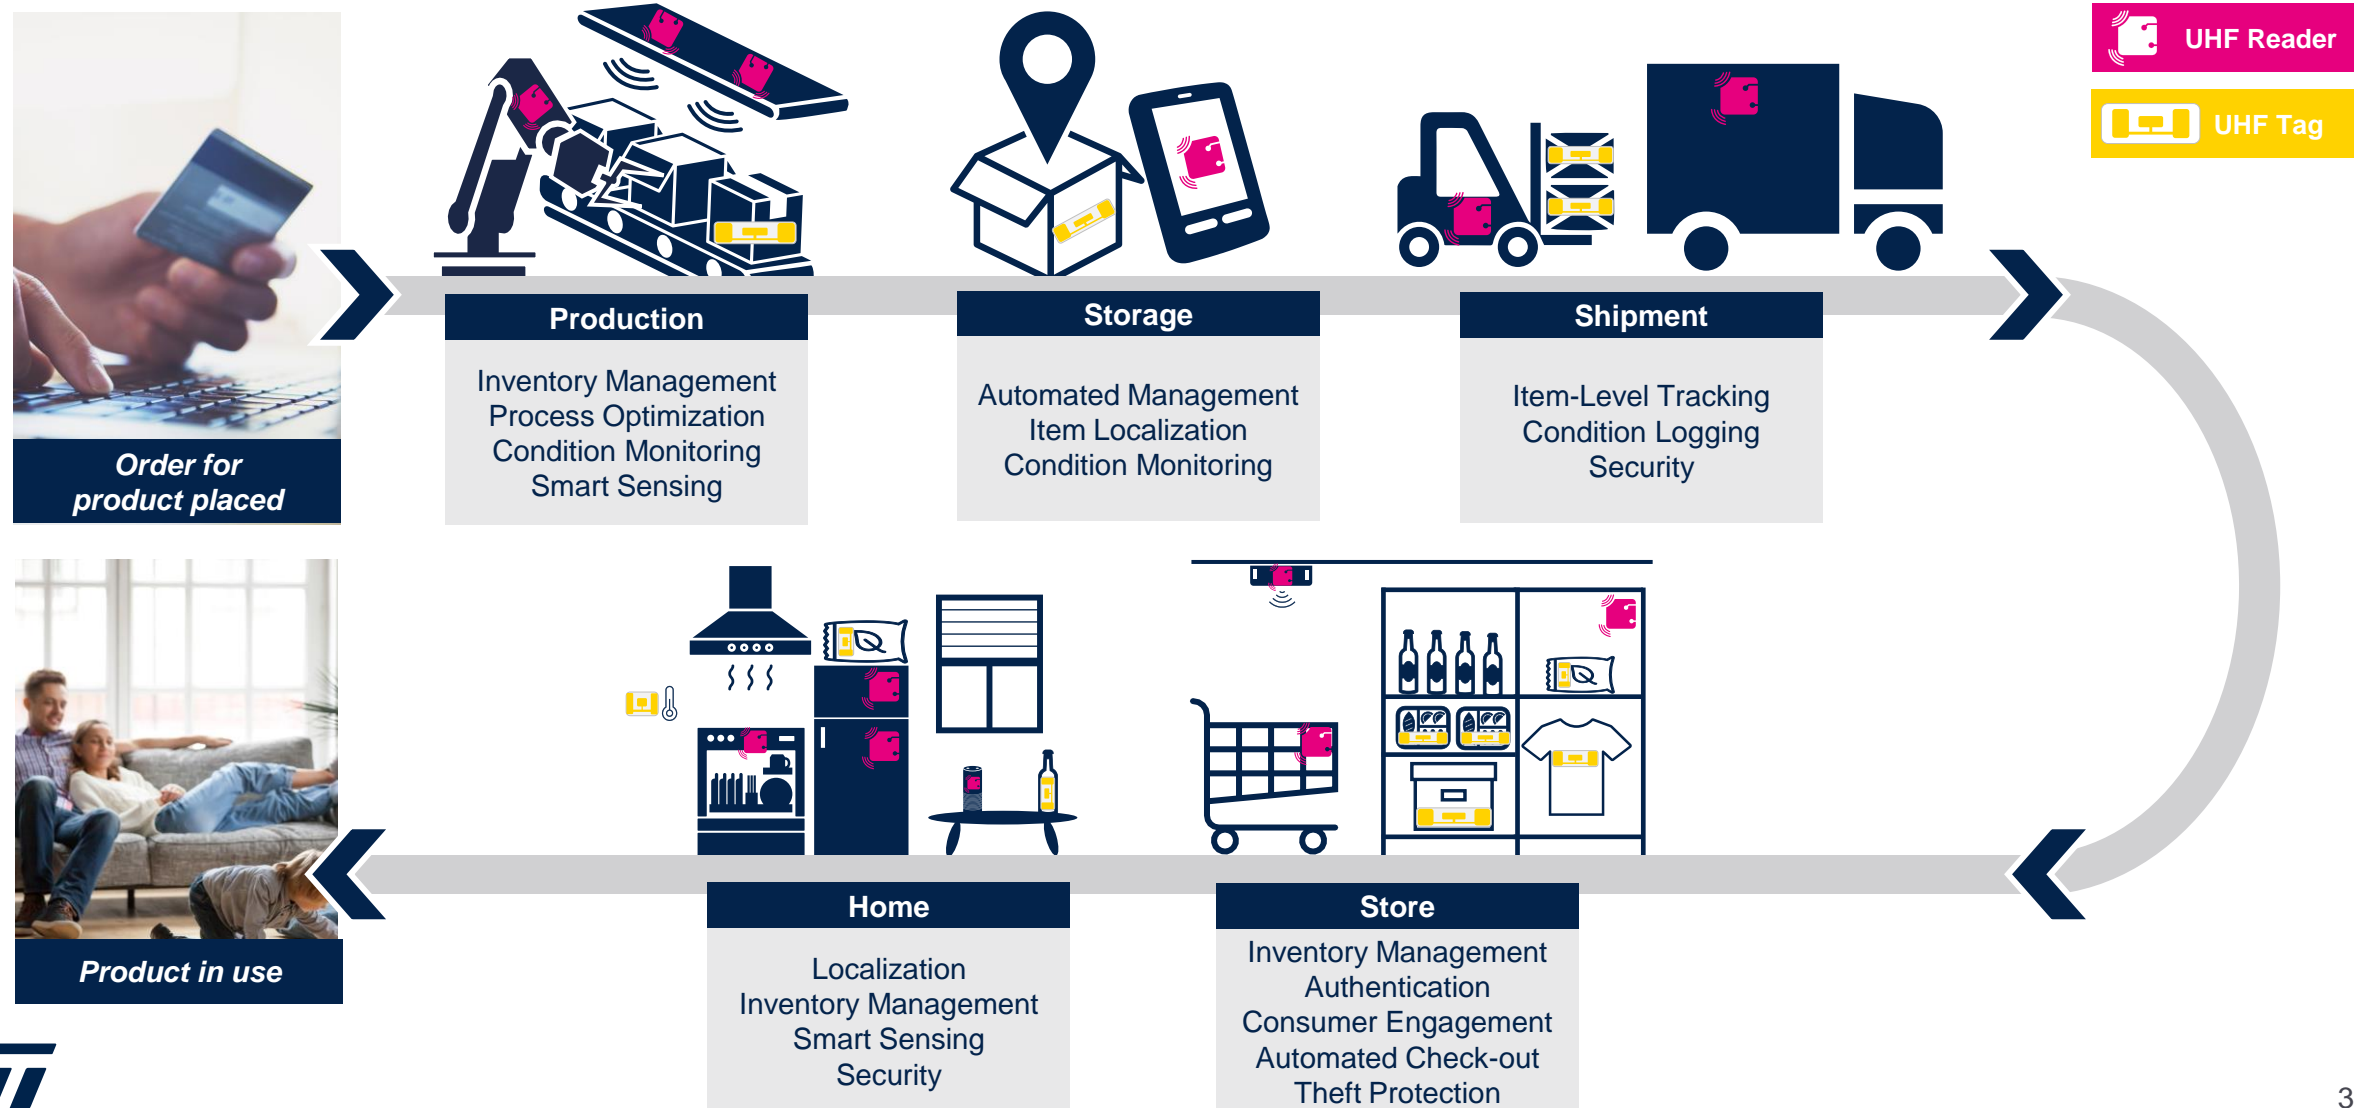 UHF Reader
UHF Tag
Order for
product placed
Production
Inventory Management
Process Optimization
Condition Monitoring
Smart Sensing
Storage
Automated Management
Item Localization
Condition Monitoring
Shipment
Item-Level Tracking
Condition Logging
Security
Product in use
Home
Localization
Inventory Management
Smart Sensing
Security
Store
Inventory Management
Authentication
Consumer Engagement
Automated Check-out
Theft Protection
3